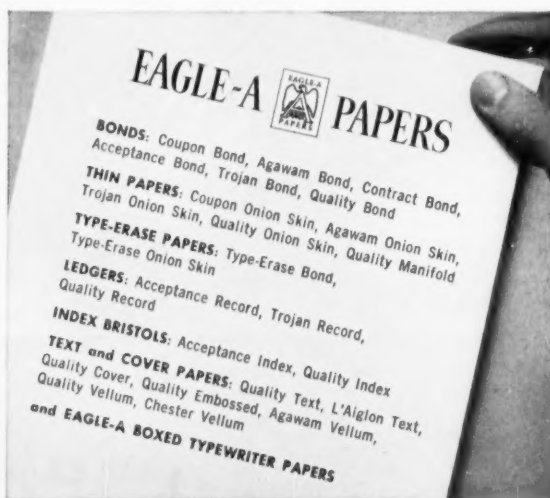 EAGLE-A EAGLE-A PAPERS PAPERS
BONDS: Coupon Bond, Agawam Bond, Contract Bond,
Acceptance Bond, Trojan Bond, Quality Bond
THIN PAPERS: Coupon Onion Skin, Agawam Onion Skin,
Trojan Onion Skin, Quality Onion Skin, Quality Manifold
TYPE-ERASE PAPERS: Type-Erase Bond,
Type-Erase Onion Skin
LEDGERS: Acceptance Record, Trojan Record,
Quality Record
INDEX BRISTOLS: Acceptance Index, Quality Index
TEXT and COVER PAPERS: Quality Text, L'Aiglon Text,
Quality Cover, Quality Embossed, Agawam Vellum,
Quality Vellum, Chester Vellum
and EAGLE-A BOXED TYPEWRITER PAPERS